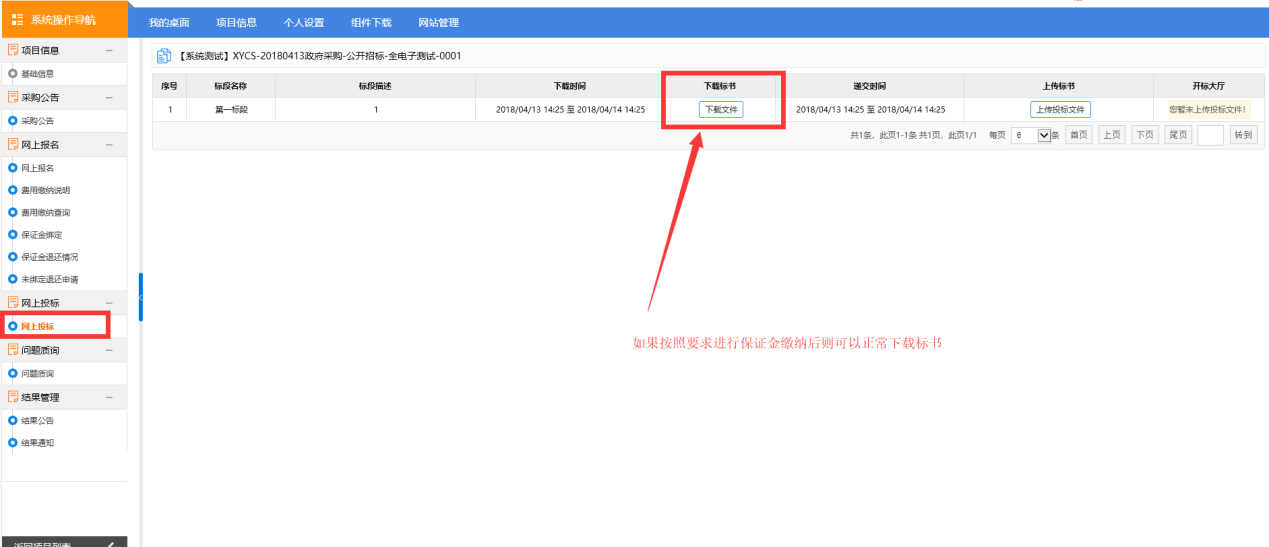 系统操作导航
我的桌面 项目信息 个人设置 组件下载 网站管理
项目信息
基础信息
采购公告
采购公告
网上报名
网上报名
费用缴纳说明
费用缴纳查询
保证金绑定
保证金退还情况
未绑定退还申请
网上投标
网上投标
问题质询
问题质询
结果管理
结果公告
结果通知
返回项目列表
【系统测试】XYCS-20180413政府采购-公开招标-全电子测试-0001
序号 标段名称 标段描述 下载时间 下载标书 递交时间 上传标书 开标大厅
1 第一标段 1 2018/04/13 14:25 至 2018/04/14 14:25 下载文件 2018/04/13 14:25 至 2018/04/14 14:25 上传投标文件 您暂未上传投标文件!
共1条, 此页1-1条 共1页, 此页1/1 每页 6 条 首页 上页 下页 尾页 转到
如果按照要求进行保证金缴纳后则可以正常下载标书